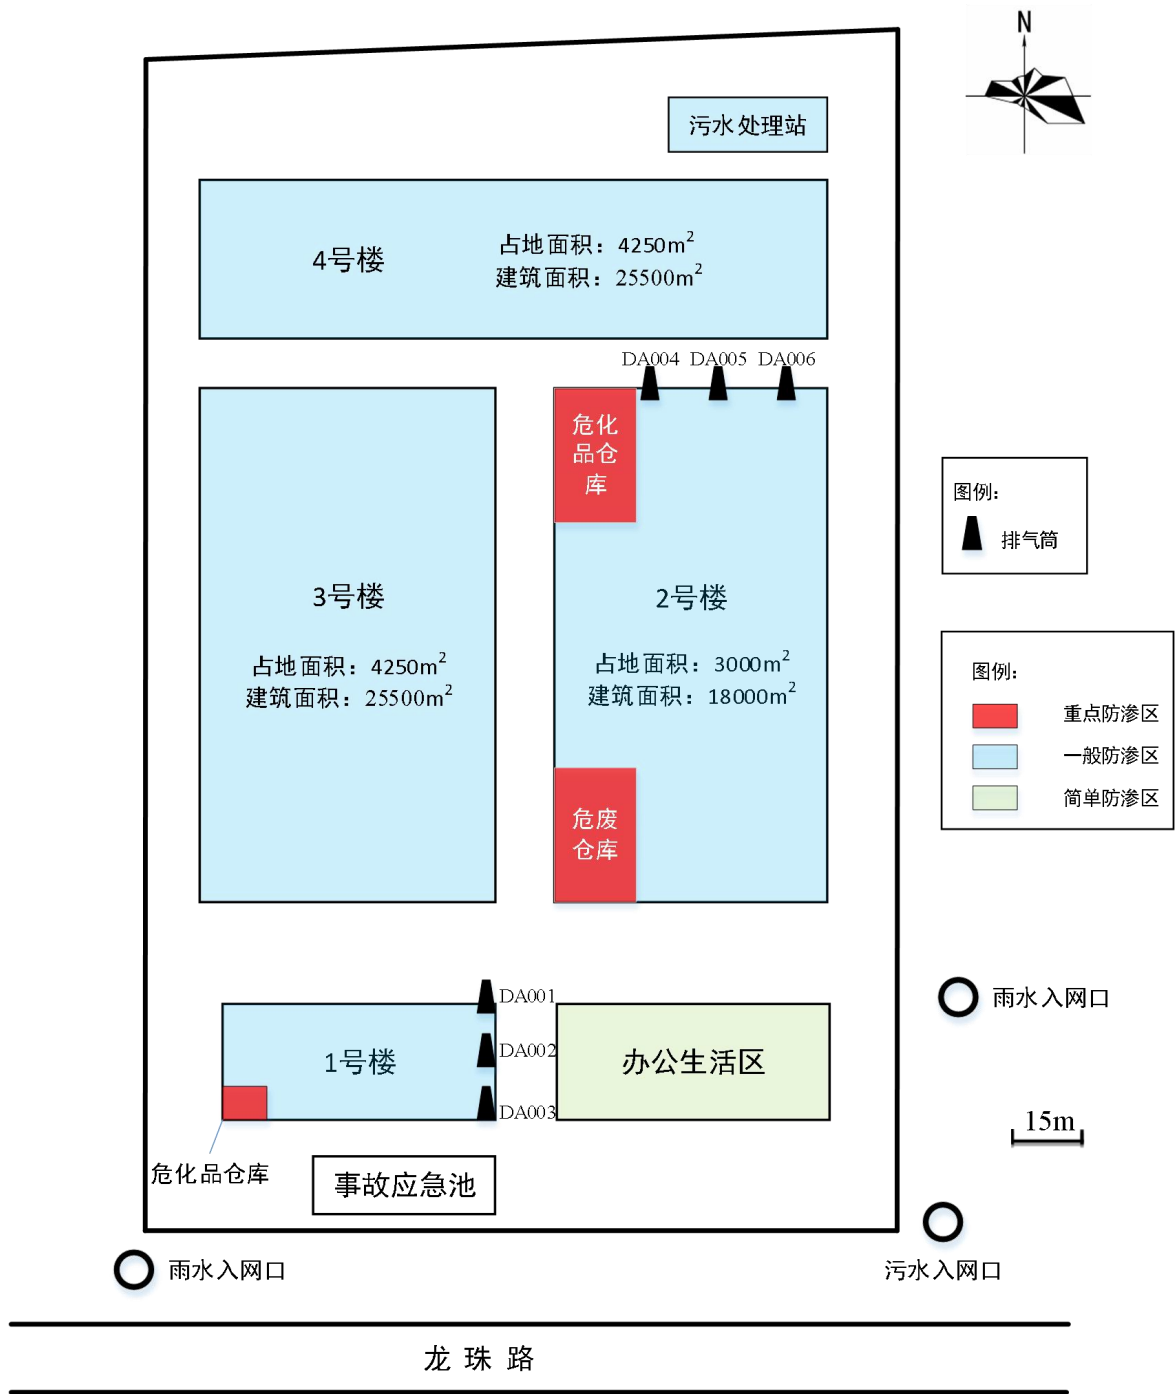 N
污水处理站
4号楼
占地面积：4250m²
建筑面积：25500m²
DA004 DA005 DA006
危化
品仓
库
图例：
排气筒
3号楼
占地面积：4250m²
建筑面积：25500m²
2号楼
占地面积：3000m²
建筑面积：18000m²
图例：
重点防渗区
一般防渗区
简单防渗区
危废
仓库
DA001
雨水入网口
1号楼
DA002
办公生活区
DA003
15m
危化品仓库
事故应急池
雨水入网口
污水入网口
龙珠路